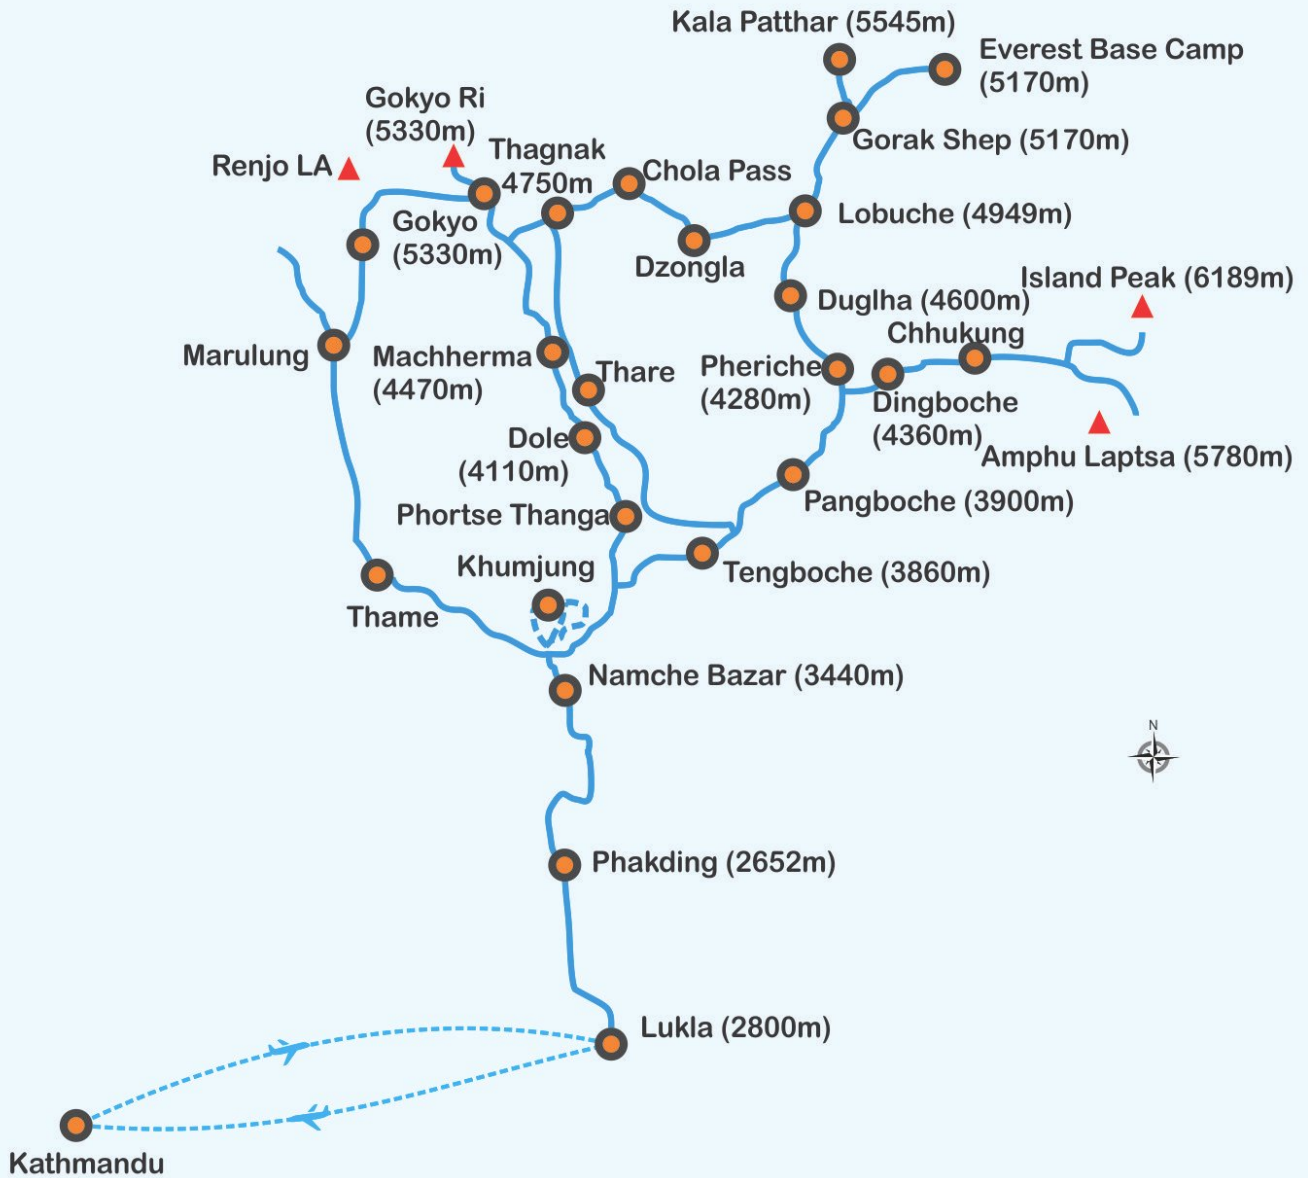 Kala Patthar (5545m)
Everest Base Camp
(5170m)
Gokyo Ri
(5330m)
Gorak Shep (5170m)
Thagnak
4750m
Renjo LA
Chola Pass
Gokyo
(5330m)
Lobuche (4949m)
Dzongla
Island Peak (6189m)
Duglha (4600m)
Chhukung
Marulung
Machherma
(4470m)
Thare
Pheriche
(4280m)
Dingboche
(4360m)
Dole
(4110m)
Amphu Laptsa (5780m)
Pangboche (3900m)
Phortse Thanga
Khumjung
Tengboche (3860m)
Thame
Namche Bazar (3440m)
N
Phakding (2652m)
Lukla (2800m)
Kathmandu